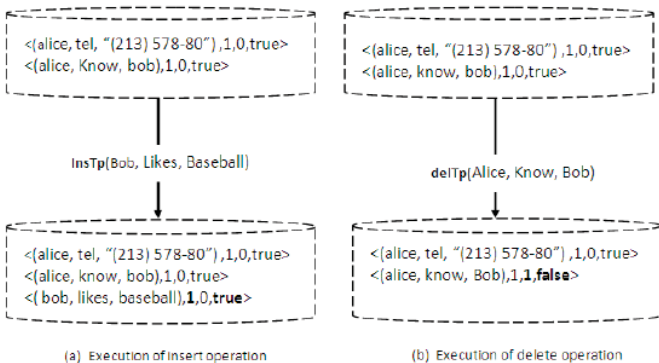 <(alice, tel, “(213) 578-80”) ,1,0,true>
<(alice, Know, bob),1,0,true>
InsTp(Bob, Likes, Baseball)
<(alice, tel, “(213) 578-80”) ,1,0,true>
<(alice, know, bob),1,0,true>
<( bob, likes, baseball),1,0,true>
(a) Execution of insert operation
<(alice, tel, “(213) 578-80”) ,1,0,true>
<(alice, know, bob),1,0,true>
delTp(Alice, Know, Bob)
<(alice, tel, “(213) 578-80”) ,1,0,true>
<(alice, know, Bob),1,1,false>
(b) Execution of delete operation